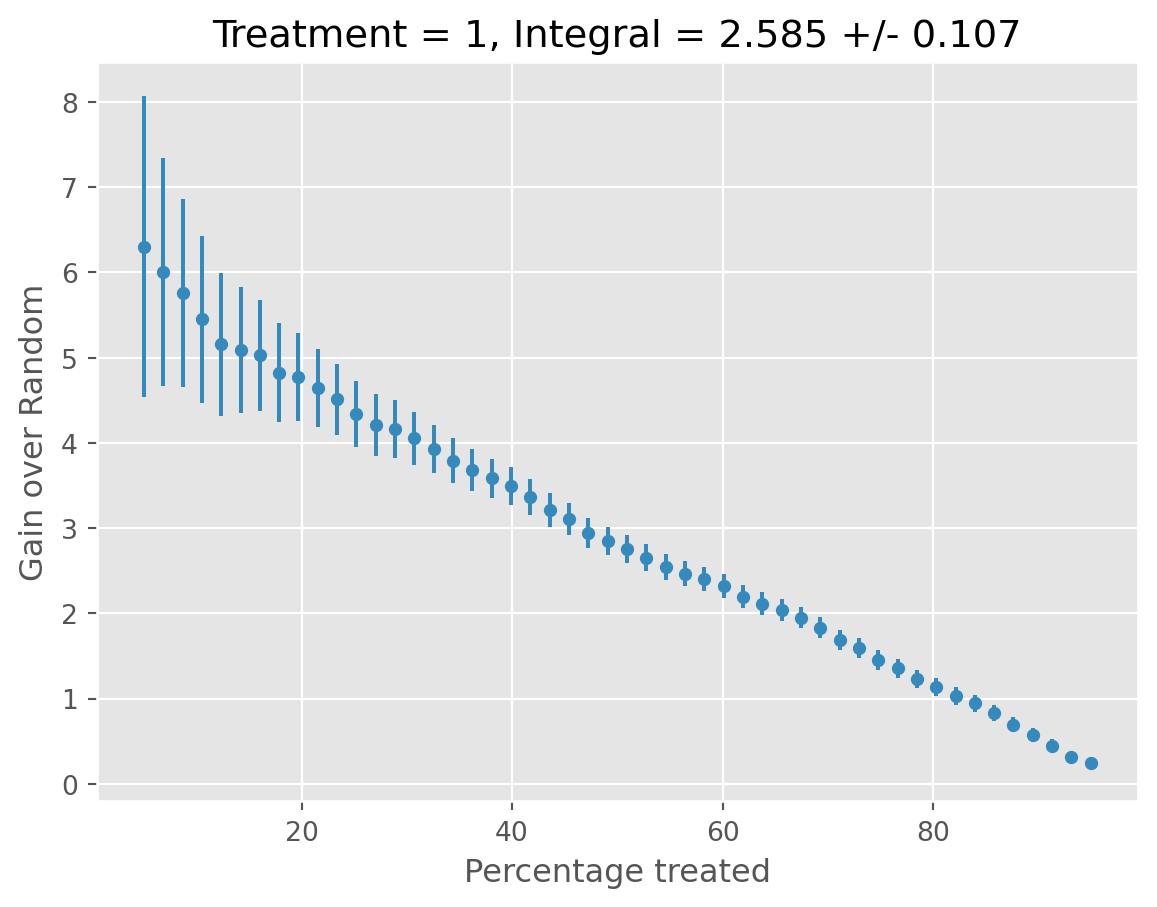 Treatment = 1, Integral = 2.585 +/- 0.107
8
7
6
5
4
3
2
1
0
Gain over Random
20 40 60 80
Percentage treated